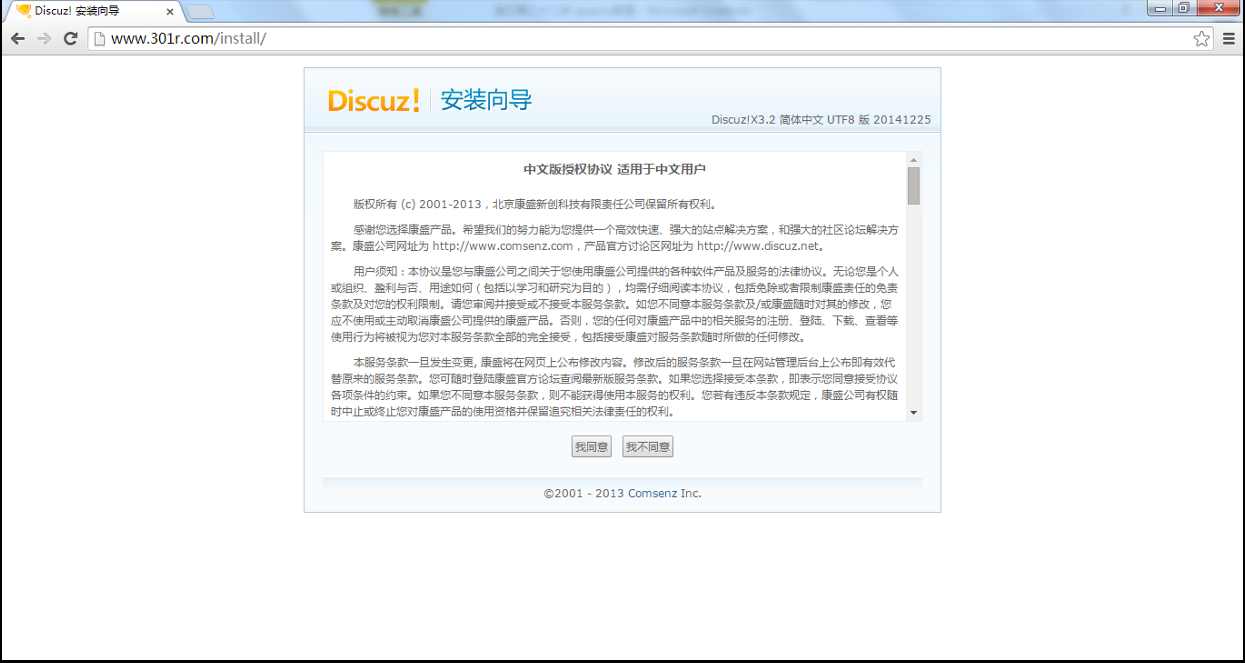 Discuz! 安装向导
www.301r.com/install/
Discuz! 安装向导
Discuz!X3.2 简体中文 UTF8 版 20141225
中文版授权协议 适用于中文用户
版权所有 (c) 2001-2013，北京康盛新创科技有限责任公司保留所有权利。
感谢您选择康盛产品。希望我们的努力能为您提供一个高效快速、强大的站点解决方案，和强大的社区论坛解决方
案。康盛公司网址为 http://www.comsenz.com，产品官方讨论区网址为 http://www.discuz.net。
用户须知：本协议是您与康盛公司之间关于您使用康盛公司提供的各种软件产品及服务的法律协议。无论您是个人
或组织、盈利与否、用途如何（包括以学习和研究为目的），均需仔细阅读本协议，包括免除或者限制康盛责任的免责
条款及对您的权利限制。请您审阅并接受或不接受本服务条款。如您不同意本服务条款及/或康盛随时对其的修改，您
应不使用或主动取消康盛公司提供的康盛产品。否则，您的任何对康盛产品中的相关服务的注册、登陆、下载、查看等
使用行为将被视为您对本服务条款全部的完全接受，包括接受康盛对服务条款随时所做的任何修改。
本服务条款一旦发生变更, 康盛将在网页上公布修改内容。修改后的服务条款一旦在网站管理后台上公布即有效代
替原来的服务条款。您可随时登陆康盛官方论坛查阅最新版服务条款。如果您选择接受本条款，即表示您同意接受协议
各项条件的约束。如果您不同意本服务条款，则不能获得使用本服务的权利。您若有违反本条款规定，康盛公司有权随
时中止或终止您对康盛产品的使用资格并保留追究相关法律责任的权利。
我同意 我不同意
©2001 - 2013 Comsenz Inc.